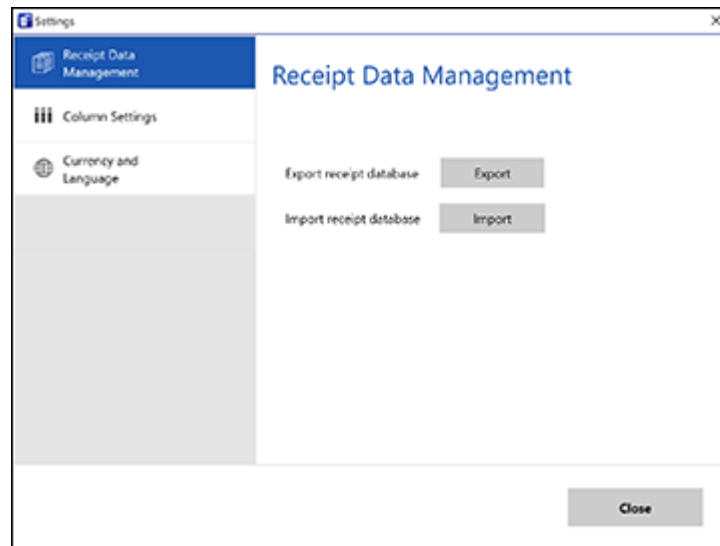 Settings
Receipt Data
Management
Column Settings
Currency and
Language
Receipt Data Management
Export receipt database
Export
Import receipt database
Import
Close